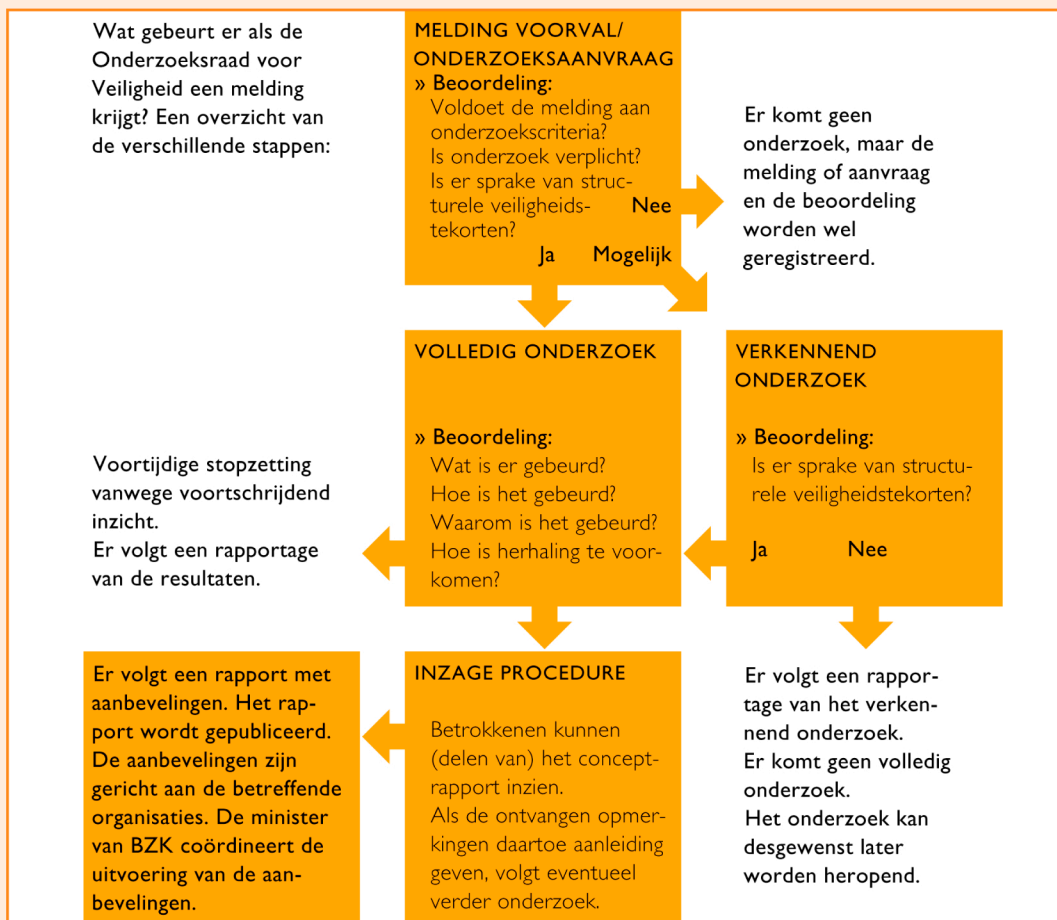 Wat gebeurt er als de
Onderzoeksraad voor
Veiligheid een melding
krijgt? Een overzicht van
de verschillende stappen:
MELDING VOORVAL/
ONDERZOEKSAANVRAAG
» Beoordeling:
Voldoet de melding aan
onderzoekscriteria?
Is onderzoek verplicht?
Is er sprake van struc-
turele veiligheids-
tekorten?
Nee
Ja Mogelijk
Er komt geen
onderzoek, maar de
melding of aanvraag
en de beoordeling
worden wel
geregistreerd.
VOLLEDIG ONDERZOEK
» Beoordeling:
Wat is er gebeurd?
Hoe is het gebeurd?
Waarom is het gebeurd?
Hoe is herhaling te voor-
komen?
VERKENNEND
ONDERZOEK
» Beoordeling:
Is er sprake van structu-
rele veiligheidstekorten?
Ja Nee
Voortijdige stopzetting
vanwege voortschrijdend
inzicht.
Er volgt een rapportage
van de resultaten.
Er volgt een rapport met
aanbevelingen. Het rap-
port wordt gepubliceerd.
De aanbevelingen zijn
gericht aan de betreffende
organisaties. De minister
van BZK coördineert de
uitvoering van de aan-
bevelingen.
INZAGE PROCEDURE
Betrokkenen kunnen
(delen van) het concept-
rapport inzien.
Als de ontvangen opmer-
kingen daartoe aanleiding
geven, volgt eventueel
verder onderzoek.
Er volgt een rappor-
tage van het verken-
nend onderzoek.
Er komt geen volledig
onderzoek.
Het onderzoek kan
desgewenst later
worden heropend.